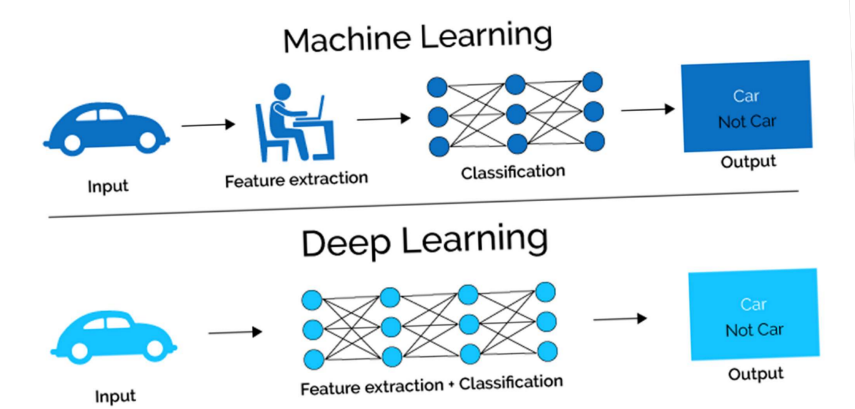 Machine Learning
Input
Feature extraction
Classification
Car
Not Car
Output
Deep Learning
Input
Feature extraction + Classification
Car
Not Car
Output